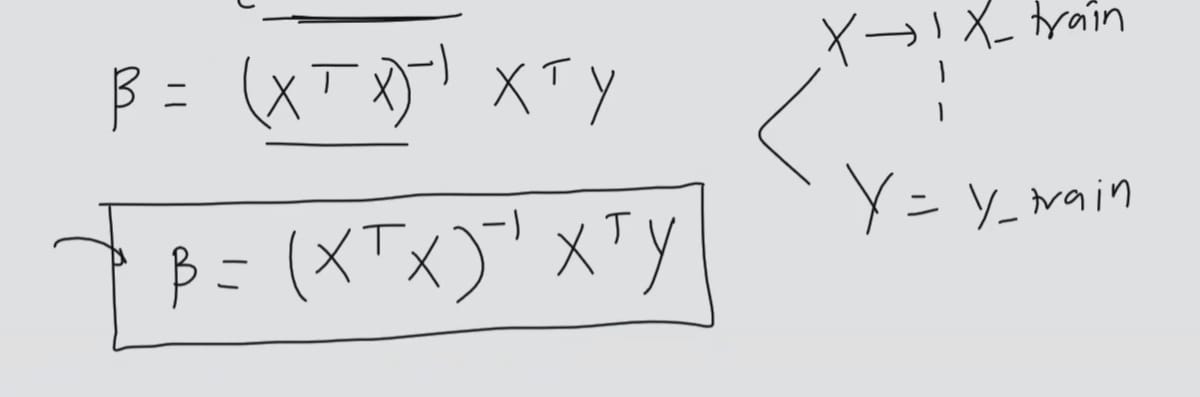 β = (XᵀX)⁻¹ Xᵀy
β = (XᵀX)⁻¹ Xᵀy
X → | X_train
Y = y_train